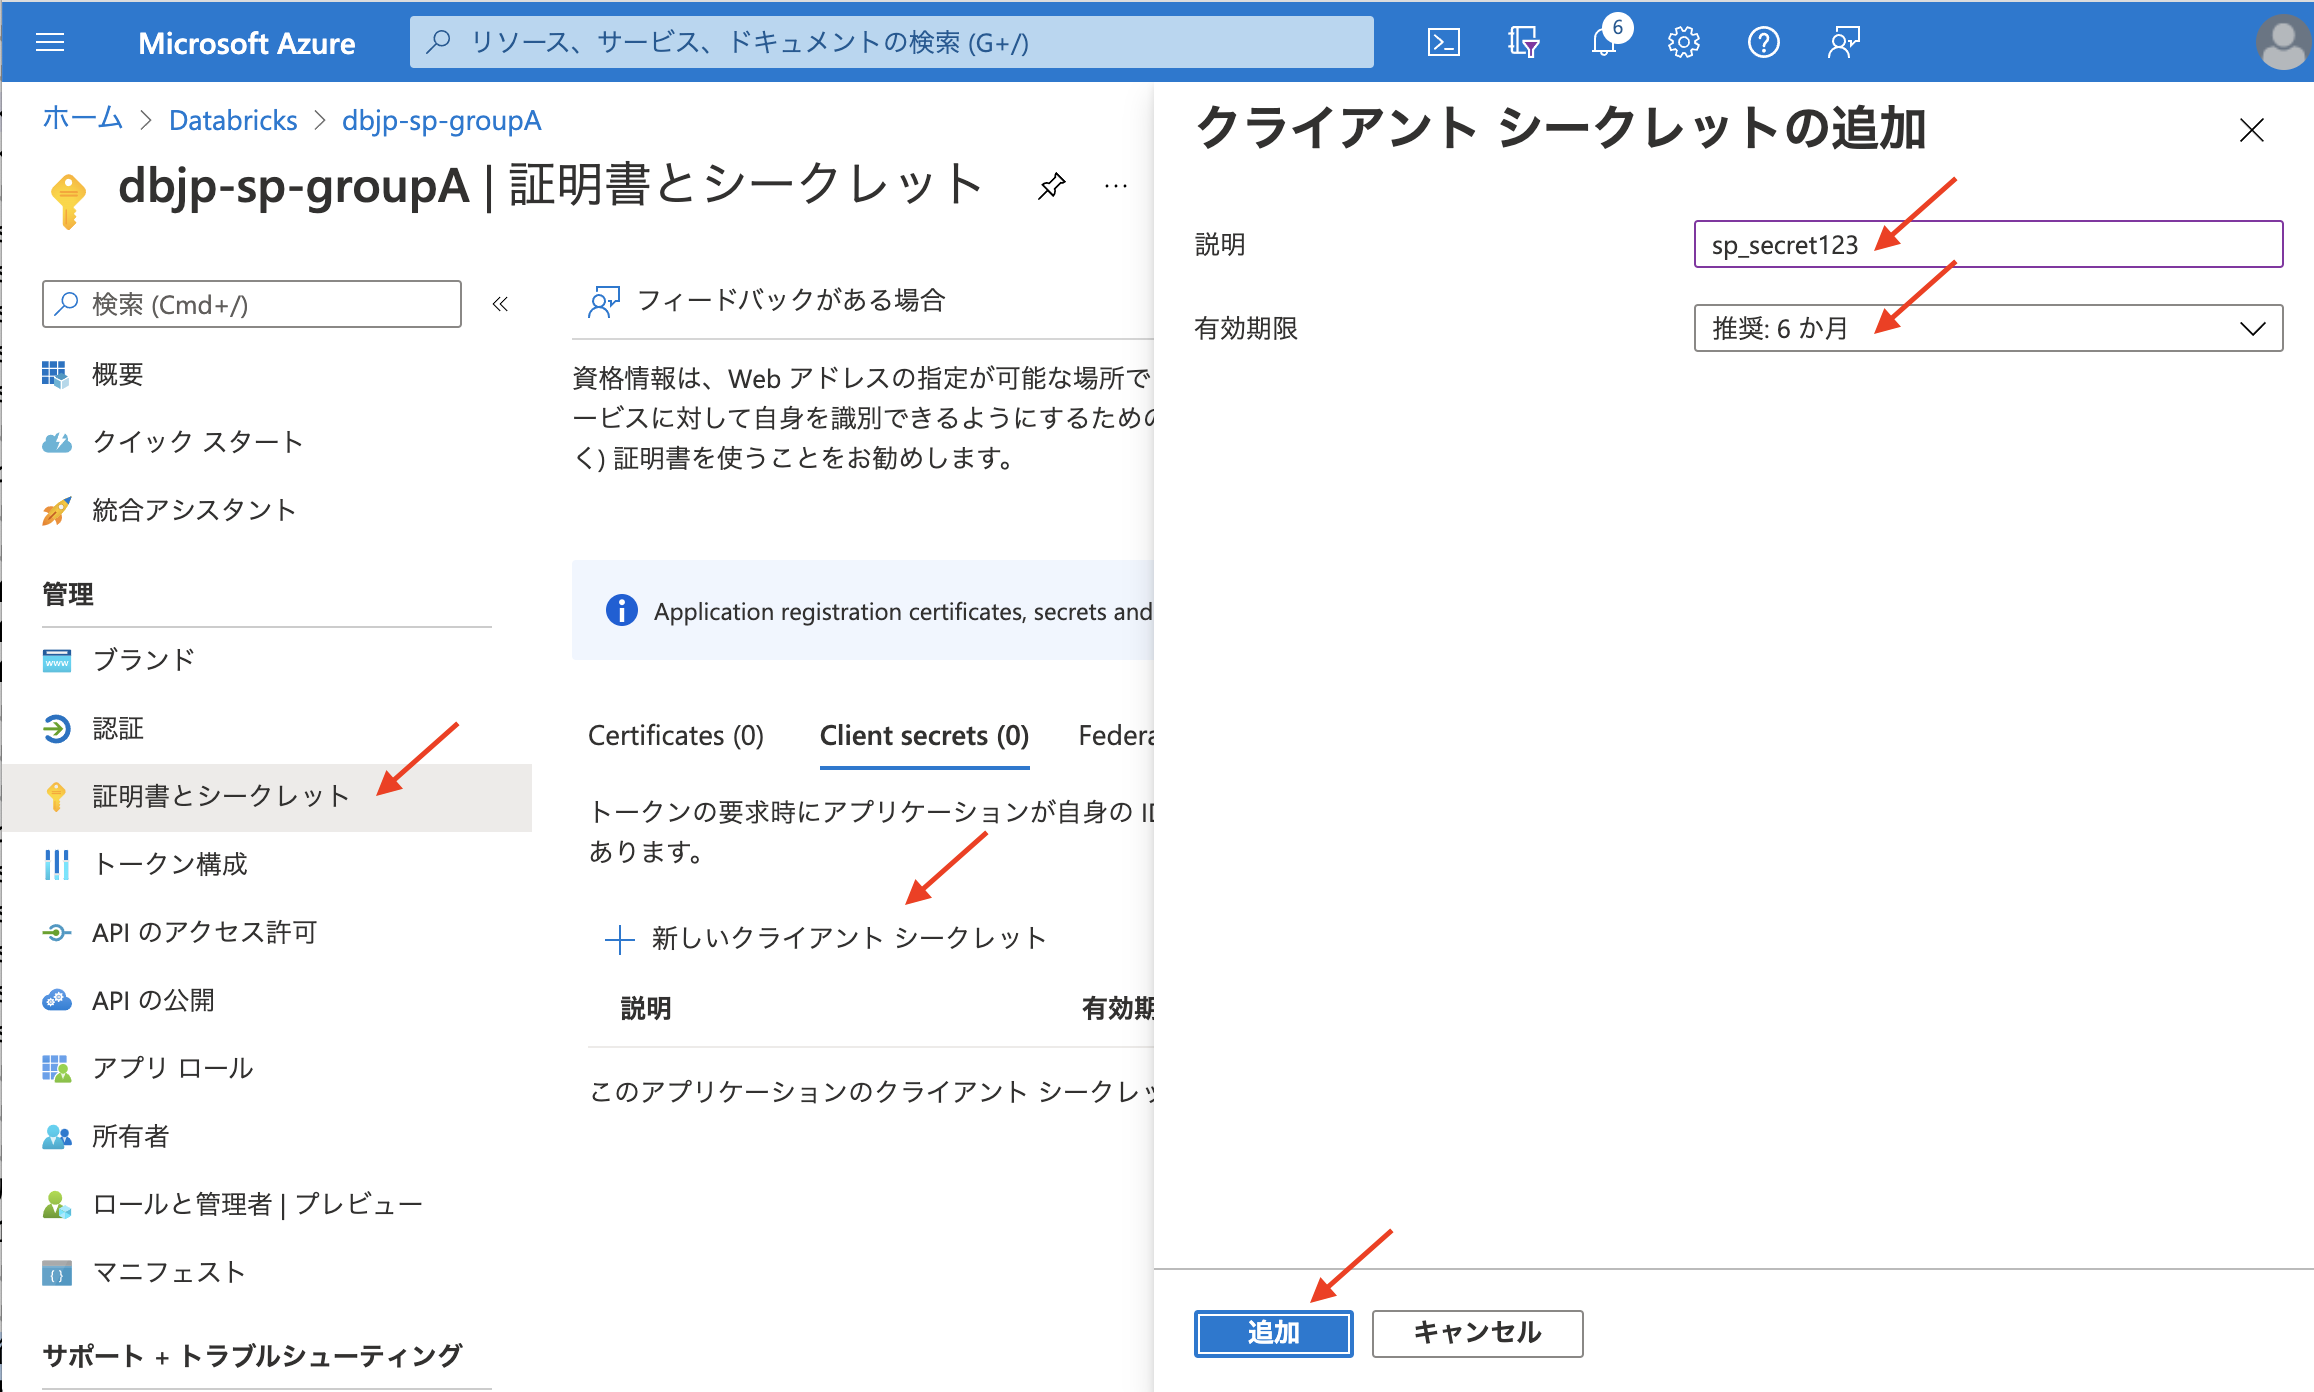 Microsoft Azure
リソース、サービス、ドキュメントの検索 (G+/)
6
ホーム > Databricks > dbjp-sp-groupA
dbjp-sp-groupA | 証明書とシークレット
検索 (Cmd+/)
概要
クイック スタート
統合アシスタント
管理
ブランド
認証
証明書とシークレット
トークン構成
API のアクセス許可
API の公開
アプリ ロール
所有者
ロールと管理者 | プレビュー
マニフェスト
サポート + トラブルシューティング
フィードバックがある場合
資格情報は、Web アドレスの指定が可能な場所で
ービスに対して自身を識別できるようにするための
く) 証明書を使うことをお勧めします。
Application registration certificates, secrets and
Certificates (0)
Client secrets (0)
Federa
トークンの要求時にアプリケーションが自身の ID
あります。
新しいクライアント シークレット
説明
有効期
このアプリケーションのクライアント シークレッ
クライアント シークレットの追加
説明
sp_secret123
有効期限
推奨: 6 か月
追加
キャンセル